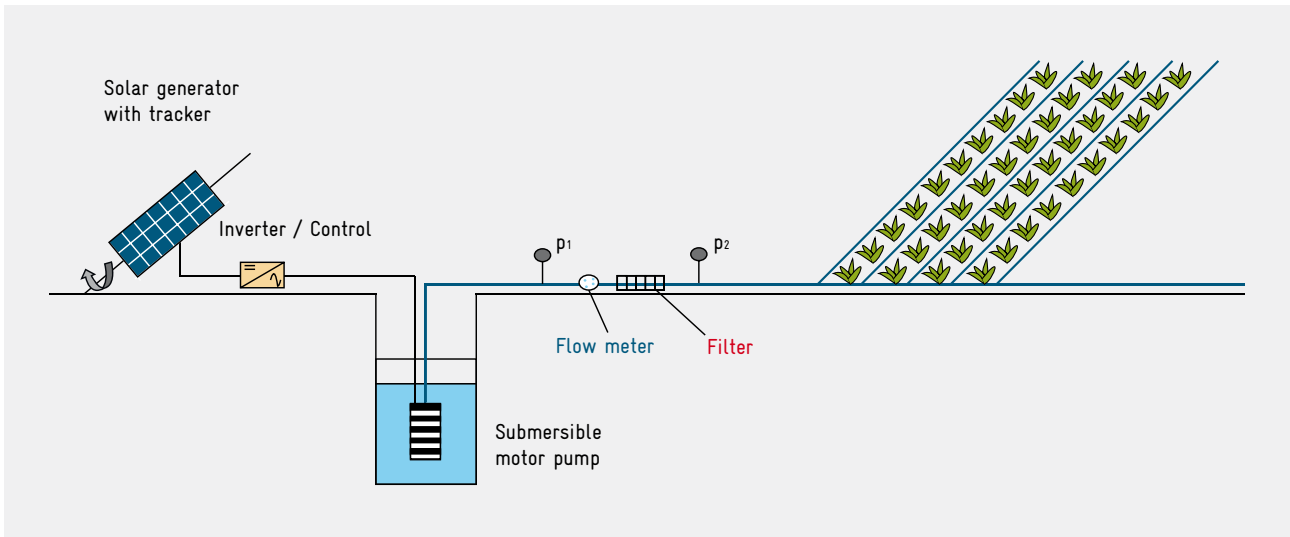 Solar generator
with tracker
Inverter / Control
p1
p2
Flow meter
Filter
Submersible
motor pump